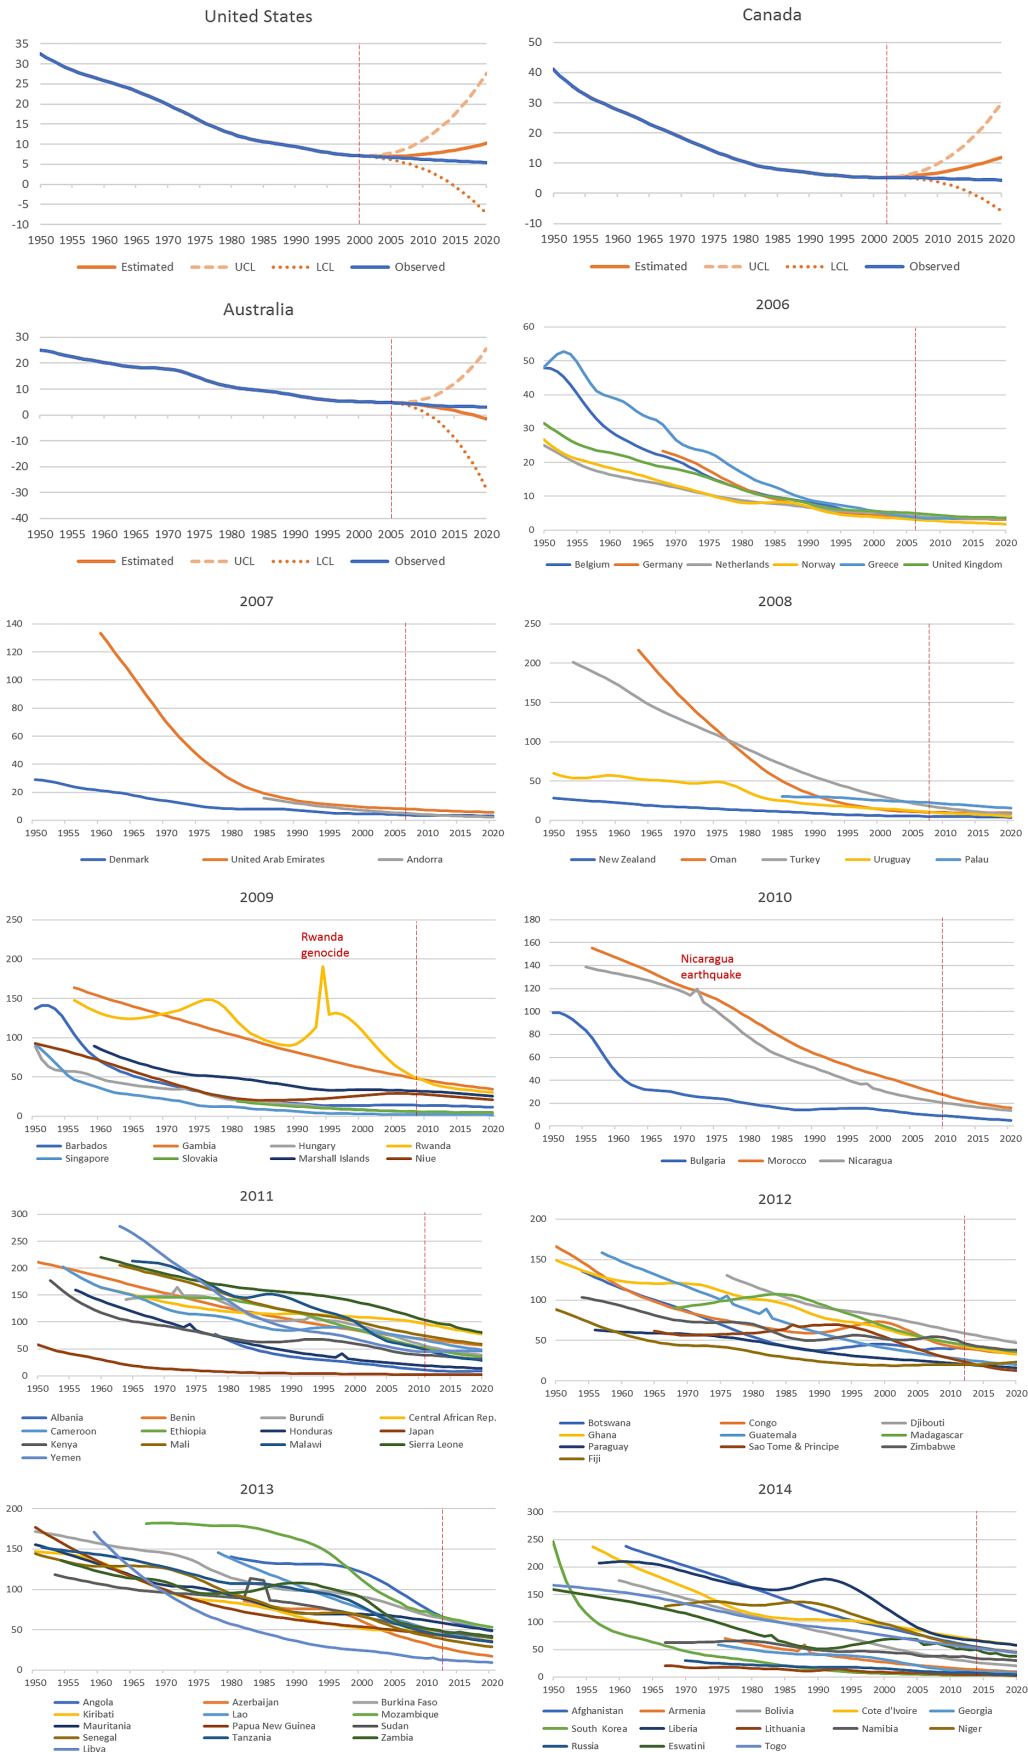 United States
35
30
25
20
15
10
5
0
-5
-10
1950 1955 1960 1965 1970 1975 1980 1985 1990 1995 2000 2005 2010 2015 2020
Estimated UCL LCL Observed
Canada
50
40
30
20
10
0
-10
1950 1955 1960 1965 1970 1975 1980 1985 1990 1995 2000 2005 2010 2015 2020
Estimated UCL LCL Observed
Australia
30
20
10
0
-10
-20
-30
-40
1950 1955 1960 1965 1970 1975 1980 1985 1990 1995 2000 2005 2010 2015 2020
Estimated UCL LCL Observed
2006
60
50
40
30
20
10
0
1950 1955 1960 1965 1970 1975 1980 1985 1990 1995 2000 2005 2010 2015 2020
Belgium Germany Netherlands Norway Greece United Kingdom
2007
140
120
100
80
60
40
20
0
1950 1955 1960 1965 1970 1975 1980 1985 1990 1995 2000 2005 2010 2015 2020
Denmark United Arab Emirates Andorra
2008
250
200
150
100
50
0
1950 1955 1960 1965 1970 1975 1980 1985 1990 1995 2000 2005 2010 2015 2020
New Zealand Oman Turkey Uruguay Palau
2009
250
200
150
100
50
0
Rwanda
genocide
1950 1955 1960 1965 1970 1975 1980 1985 1990 1995 2000 2005 2010 2015 2020
Barbados Gambia Hungary Rwanda
Singapore Slovakia Marshall Islands Niue
2010
180
160
140
120
100
80
60
40
20
0
Nicaragua
earthquake
1950 1955 1960 1965 1970 1975 1980 1985 1990 1995 2000 2005 2010 2015 2020
Bulgaria Morocco Nicaragua
2011
300
250
200
150
100
50
0
1950 1955 1960 1965 1970 1975 1980 1985 1990 1995 2000 2005 2010 2015 2020
Albania Benin Burundi Central African Rep.
Cameroon Ethiopia Honduras Japan
Kenya Mali Malawi Sierra Leone
Yemen
2012
200
150
100
50
0
1950 1955 1960 1965 1970 1975 1980 1985 1990 1995 2000 2005 2010 2015 2020
Botswana Congo Djibouti
Ghana Guatemala Madagascar
Paraguay Sao Tome & Principe Zimbabwe
Fiji
2013
200
150
100
50
0
1950 1955 1960 1965 1970 1975 1980 1985 1990 1995 2000 2005 2010 2015 2020
Angola Azerbaijan Burkina Faso
Kiribati Lao Mozambique
Mauritania Papua New Guinea Sudan
Senegal Tanzania Zambia
Libya
2014
300
250
200
150
100
50
0
1950 1955 1960 1965 1970 1975 1980 1985 1990 1995 2000 2005 2010 2015 2020
Afghanistan Armenia Bolivia Cote d'Ivoire Georgia
South Korea Liberia Lithuania Namibia Niger
Russia Eswatini Togo